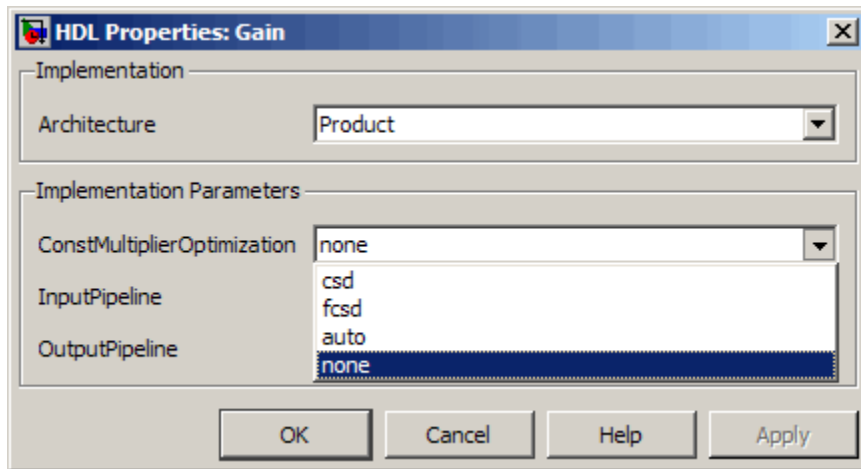 HDL Properties: Gain
Implementation
Architecture
Product
Implementation Parameters
ConstMultiplierOptimization
none
csd
fcsd
auto
none
InputPipeline
OutputPipeline
OK
Cancel
Help
Apply